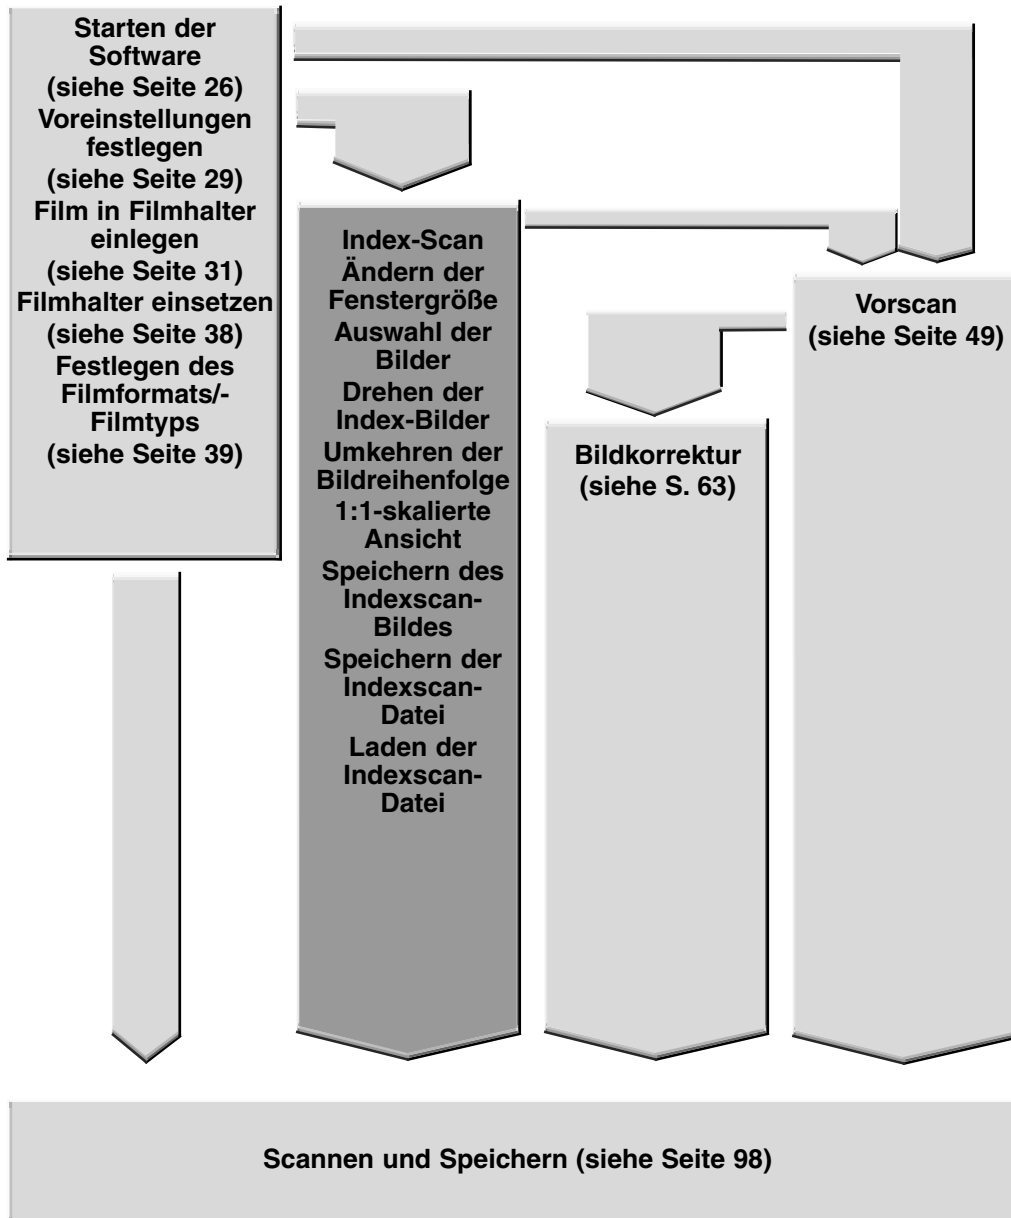 Starten der
Software
(siehe Seite 26)
Voreinstellungen
festlegen
(siehe Seite 29)
Film in Filmhalter
einlegen
(siehe Seite 31)
Filmhalter einsetzen
(siehe Seite 38)
Festlegen des
Filmformats/-
Filmtyps
(siehe Seite 39)
Index-Scan
Ändern der
Fenstergröße
Auswahl der
Bilder
Drehen der
Index-Bilder
Umkehren der
Bildreihenfolge
1:1-skalierte
Ansicht
Speichern des
Indexscan-
Bildes
Speichern der
Indexscan-
Datei
Laden der
Indexscan-
Datei
Bildkorrektur
(siehe S. 63)
Vorscan
(siehe Seite 49)
Scannen und Speichern (siehe Seite 98)